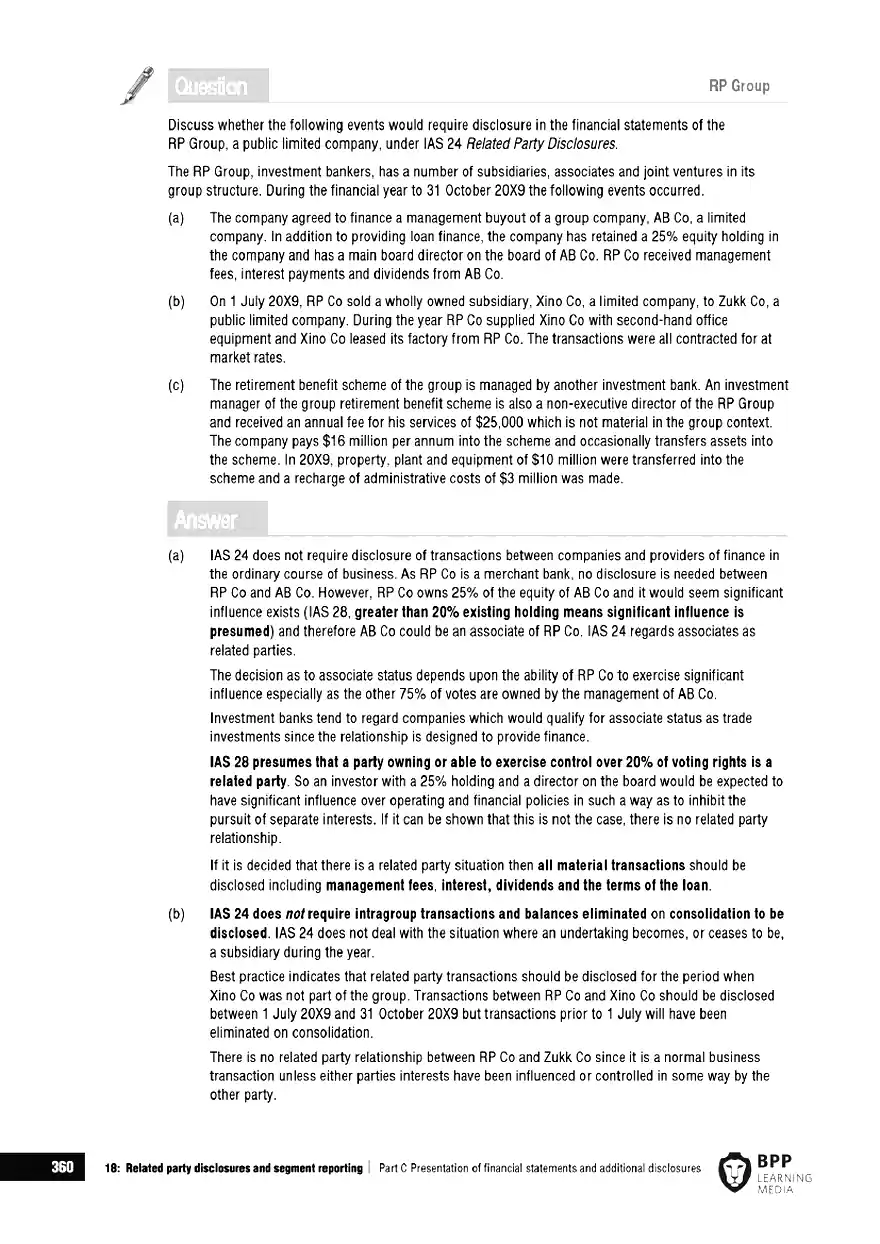 Question
RP Group
Discuss whether the following events would require disclosure in the financial statements of the
RP Group, a public limited company, under IAS 24 Related Party Disclosures.
The RP Group, investment bankers, has a number of subsidiaries, associates and joint ventures in its
group structure. During the financial year to 31 October 20X9 the following events occurred.
(a) The company agreed to finance a management buyout of a group company, AB Co, a limited
company. In addition to providing loan finance, the company has retained a 25% equity holding in
the company and has a main board director on the board of AB Co. RP Co received management
fees, interest payments and dividends from AB Co.
(b) On 1 July 20X9, RP Co sold a wholly owned subsidiary, Xino Co, a limited company, to Zukk Co, a
public limited company. During the year RP Co supplied Xino Co with second-hand office
equipment and Xino Co leased its factory from RP Co. The transactions were all contracted for at
market rates.
(c) The retirement benefit scheme of the group is managed by another investment bank. An investment
manager of the group retirement benefit scheme is also a non-executive director of the RP Group
and received an annual fee for his services of $25,000 which is not material in the group context.
The company pays $16 million per annum into the scheme and occasionally transfers assets into
the scheme. In 20X9, property, plant and equipment of $10 million were transferred into the
scheme and a recharge of administrative costs of $3 million was made.
Answer
(a) IAS 24 does not require disclosure of transactions between companies and providers of finance in
the ordinary course of business. As RP Co is a merchant bank, no disclosure is needed between
RP Co and AB Co. However, RP Co owns 25% of the equity of AB Co and it would seem significant
influence exists (IAS 28, greater than 20% existing holding means significant influence is
presumed) and therefore AB Co could be an associate of RP Co. IAS 24 regards associates as
related parties.
The decision as to associate status depends upon the ability of RP Co to exercise significant
influence especially as the other 75% of votes are owned by the management of AB Co.
Investment banks tend to regard companies which would qualify for associate status as trade
investments since the relationship is designed to provide finance.
IAS 28 presumes that a party owning or able to exercise control over 20% of voting rights is a
related party. So an investor with a 25% holding and a director on the board would be expected to
have significant influence over operating and financial policies in such a way as to inhibit the
pursuit of separate interests. If it can be shown that this is not the case, there is no related party
relationship.
If it is decided that there is a related party situation then all material transactions should be
disclosed including management fees, interest, dividends and the terms of the loan.
(b) IAS 24 does not require intragroup transactions and balances eliminated on consolidation to be
disclosed. IAS 24 does not deal with the situation where an undertaking becomes, or ceases to be,
a subsidiary during the year.
Best practice indicates that related party transactions should be disclosed for the period when
Xino Co was not part of the group. Transactions between RP Co and Xino Co should be disclosed
between 1 July 20X9 and 31 October 20X9 but transactions prior to 1 July will have been
eliminated on consolidation.
There is no related party relationship between RP Co and Zukk Co since it is a normal business
transaction unless either parties interests have been influenced or controlled in some way by the
other party.
360 18: Related party disclosures and segment reporting | Part C Presentation of financial statements and additional disclosures
BPP
LEARNING
MEDIA